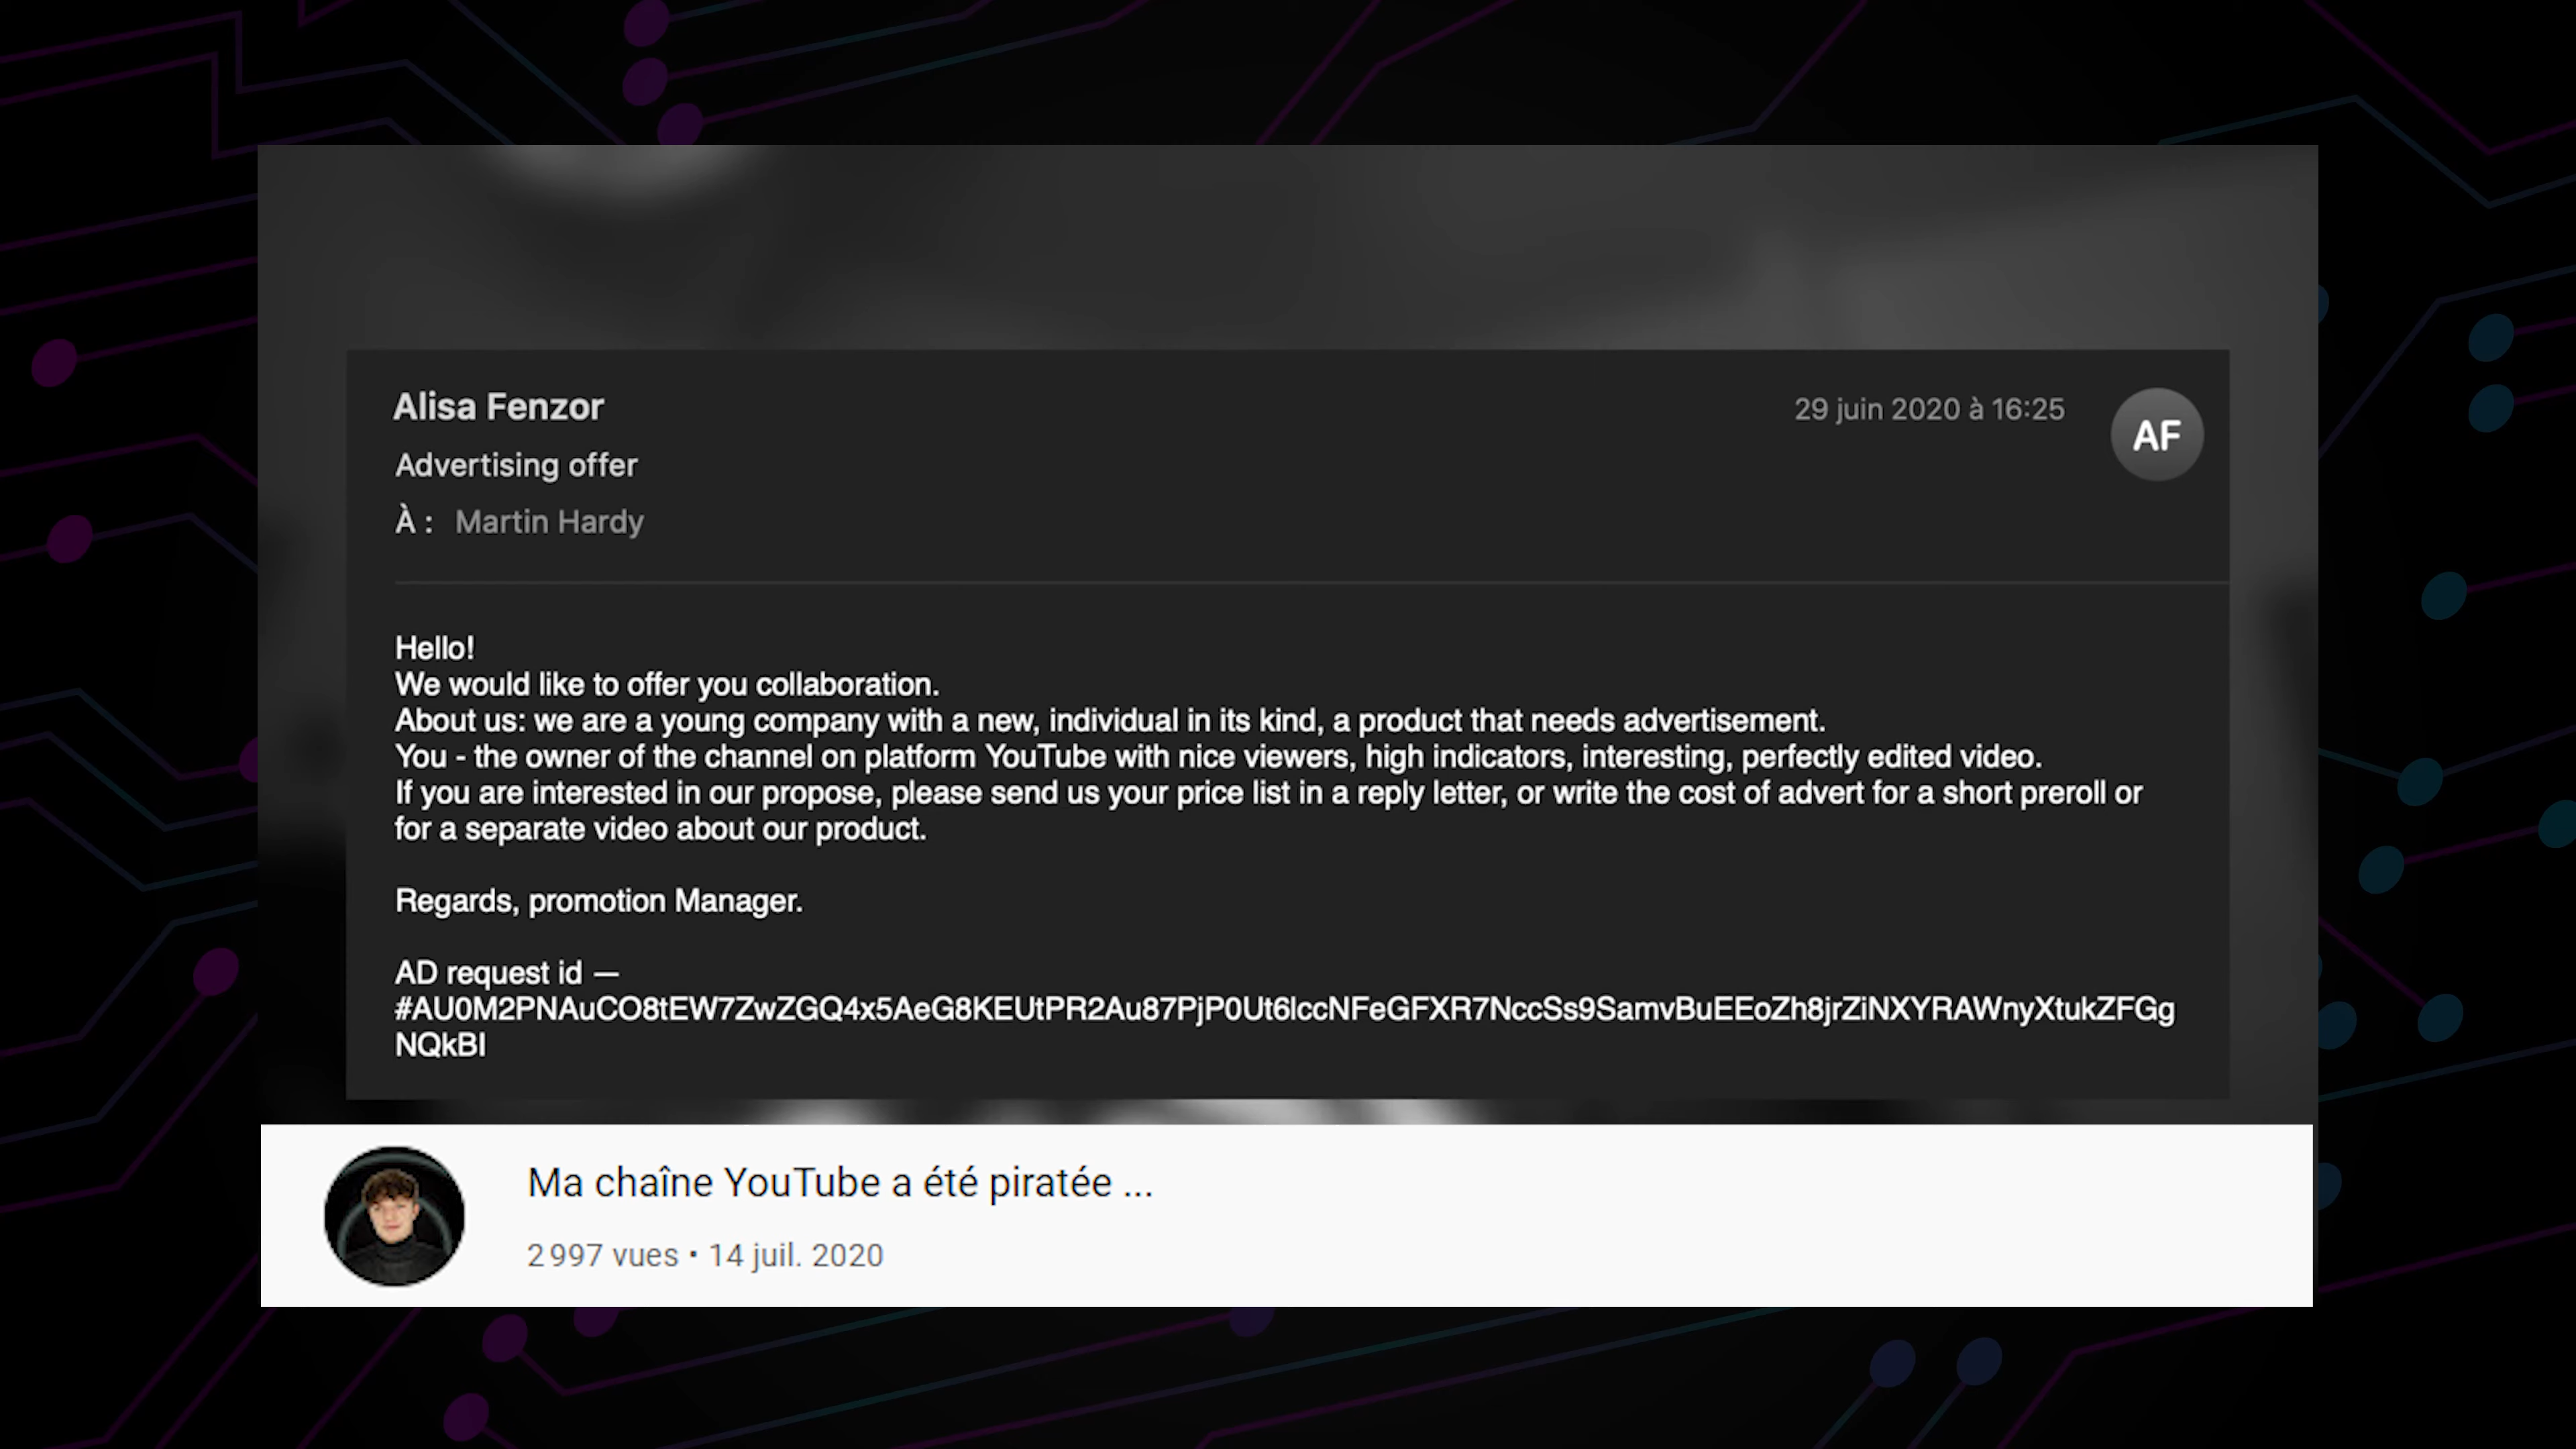 Alisa Fenzor
29 juin 2020 à 16:25
AF
Advertising offer
À : Martin Hardy
Hello!
We would like to offer you collaboration.
About us: we are a young company with a new, individual in its kind, a product that needs advertisement.
You - the owner of the channel on platform YouTube with nice viewers, high indicators, interesting, perfectly edited video.
If you are interested in our propose, please send us your price list in a reply letter, or write the cost of advert for a short preroll or
for a separate video about our product.
Regards, promotion Manager.
AD request id —
#AU0M2PNAuCO8tEW7ZwZGQ4x5AeG8KEUtPR2Au87PjP0Ut6lccNFeGFXR7NccSs9SamvBuEEoZh8jrZiNXYRAWnyXtukZFGg
NQkBI
Ma chaîne YouTube a été piratée ...
2 997 vues • 14 juil. 2020